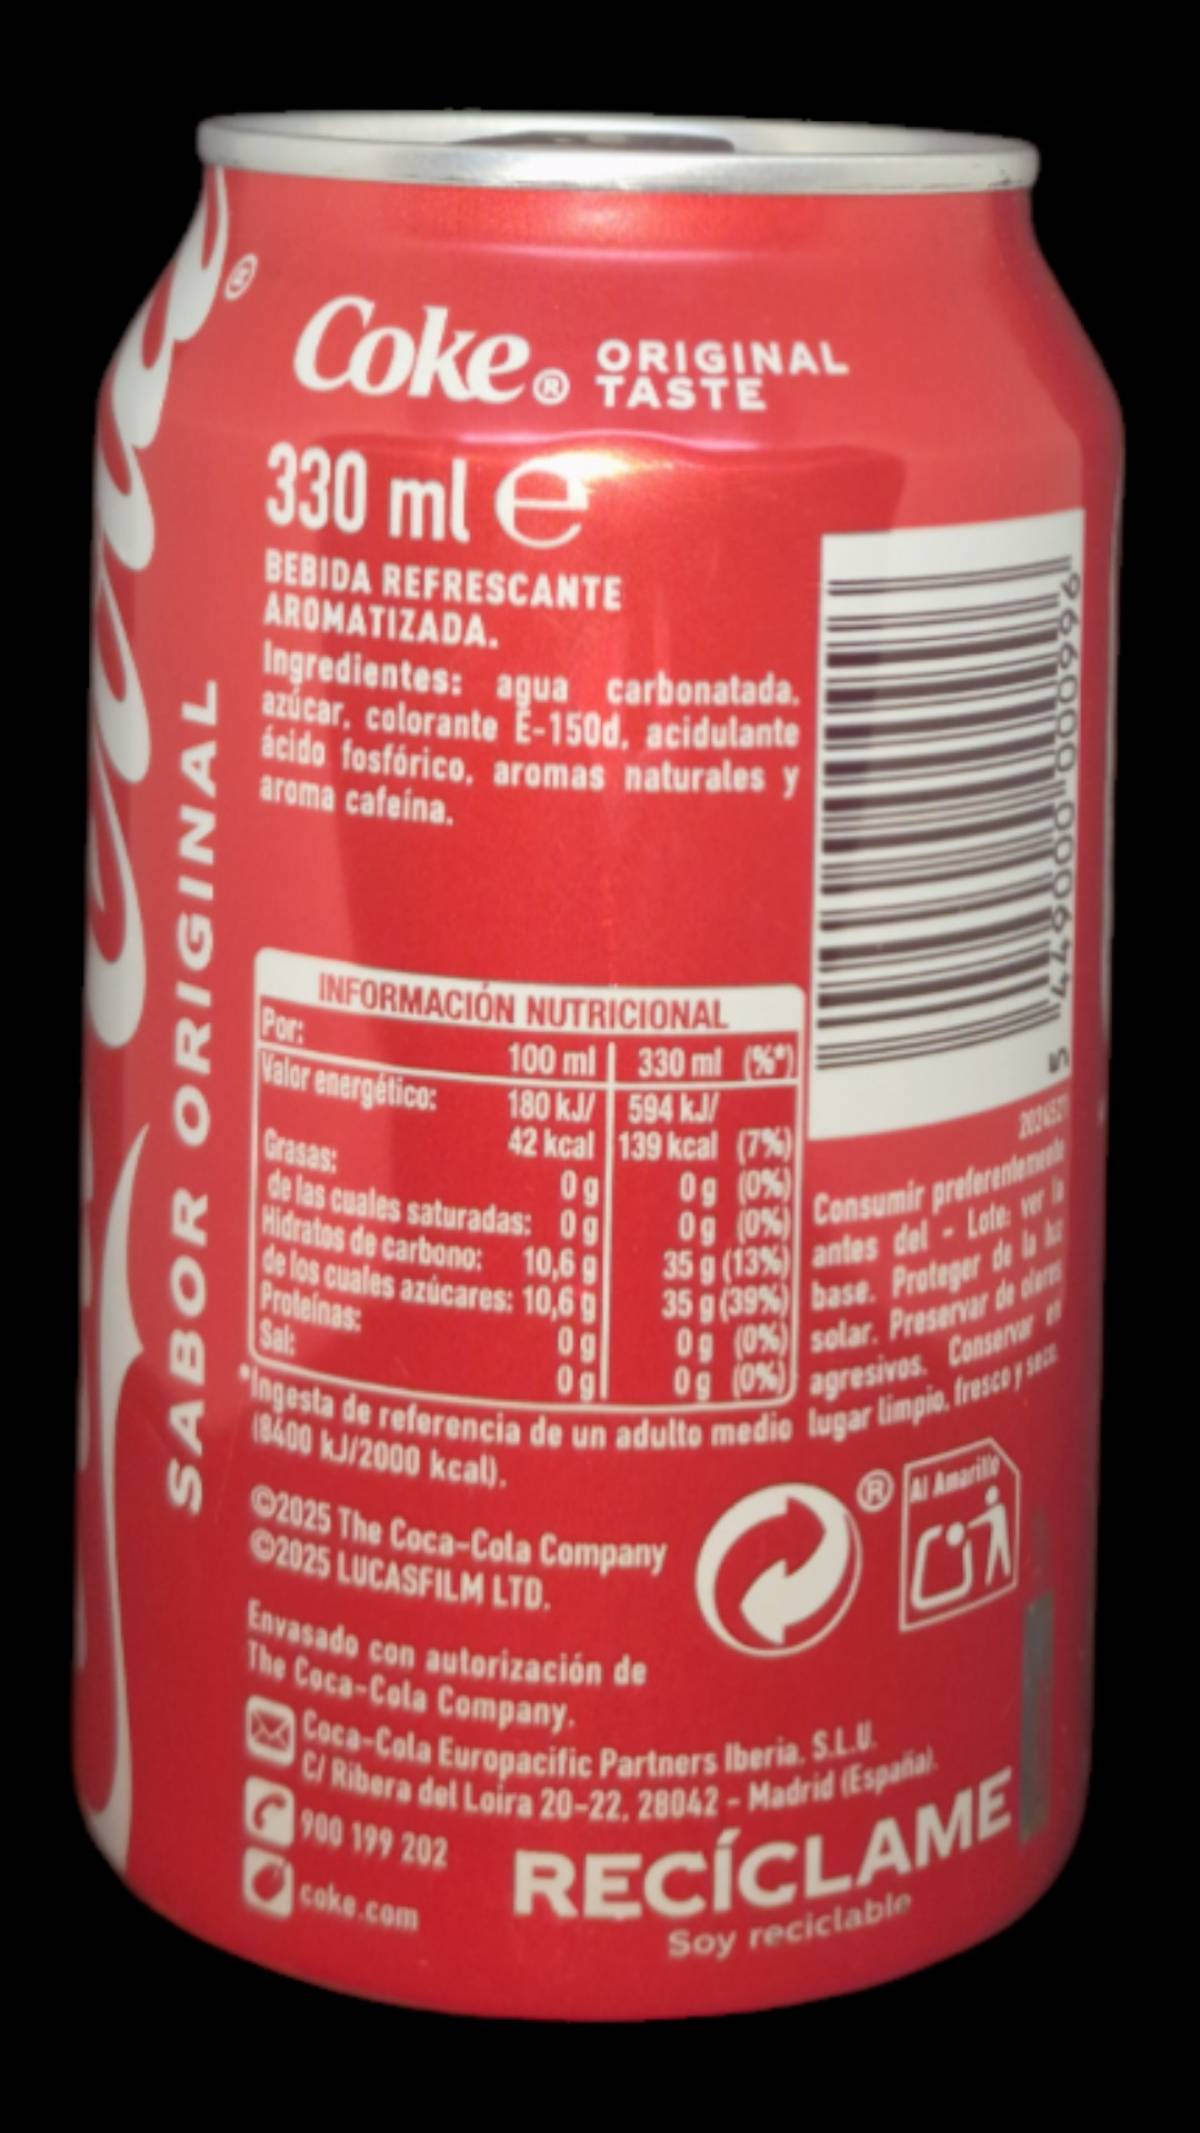 ®
Coke® ORIGINAL
TASTE
330 ml e
BEBIDA REFRESCANTE
AROMATIZADA.
Ingredientes: agua carbonatada,
azúcar, colorante E-150d, acidulante
ácido fosfórico, aromas naturales y
aroma cafeína.
SABOR ORIGINAL
INFORMACIÓN NUTRICIONAL
Por: 100 ml 330 ml (%*)
Valor energético: 180 kJ/ 594 kJ/
42 kcal 139 kcal (7%)
Grasas: 0 g 0 g (0%)
de las cuales saturadas: 0 g 0 g (0%)
Hidratos de carbono: 10,6 g 35 g (13%)
de los cuales azúcares: 10,6 g 35 g (39%)
Proteínas: 0 g 0 g (0%)
Sal: 0 g 0 g (0%)
*Ingesta de referencia de un adulto medio
(8400 kJ/2000 kcal).
5 449000 000996
Consumir preferentemente
antes del - Lote: ver la
base. Proteger de la luz
solar. Preservar de olores
agresivos. Conservar en
lugar limpio, fresco y seco.
©2025 The Coca-Cola Company
©2025 LUCASFILM LTD.
®
Al Amarillo
Envasado con autorización de
The Coca-Cola Company.
Coca-Cola Europacific Partners Iberia, S.L.U.
C/ Ribera del Loira 20-22, 28042 - Madrid (España).
900 199 202
coke.com
RECÍCLAME
Soy reciclable